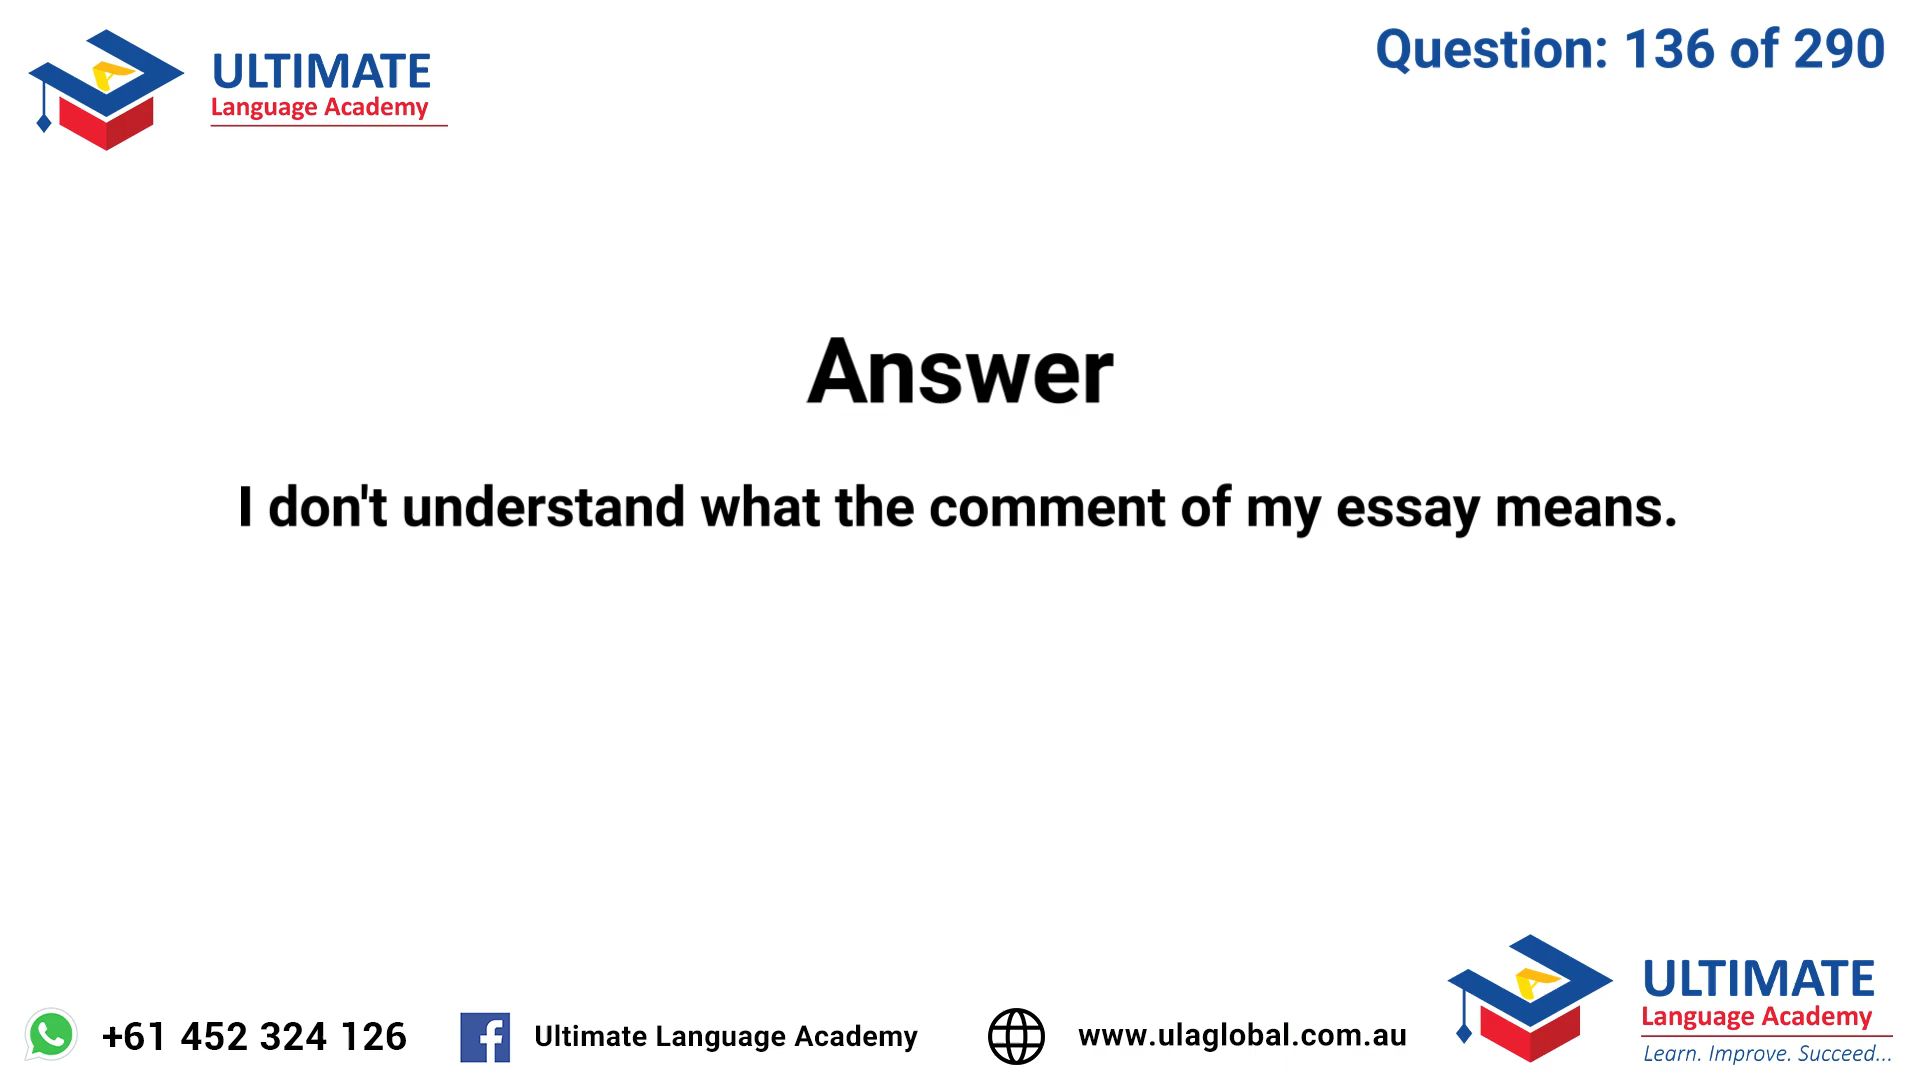 ULTIMATE
Language Academy
Question: 136 of 290
Answer
I don't understand what the comment of my essay means.
+61 452 324 126
Ultimate Language Academy
www.ulaglobal.com.au
ULTIMATE
Language Academy
Learn. Improve. Succeed...